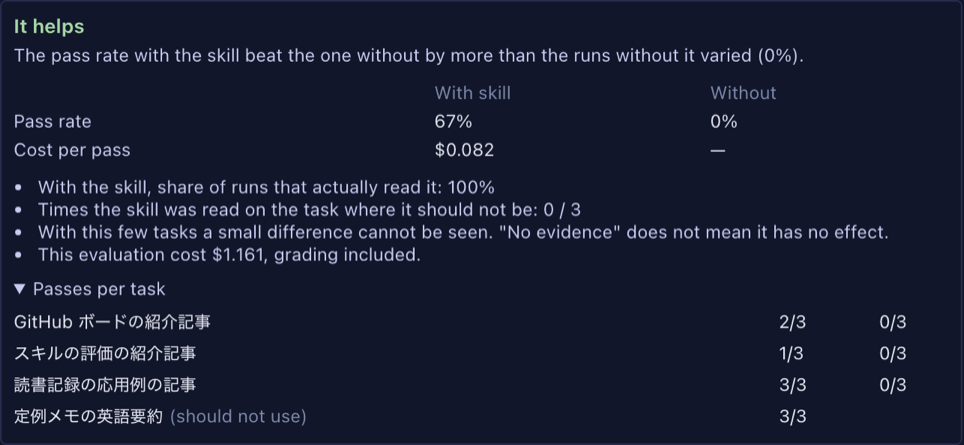 It helps
The pass rate with the skill beat the one without by more than the runs without it varied (0%).
With skill Without
Pass rate 67% 0%
Cost per pass $0.082 —
• With the skill, share of runs that actually read it: 100%
• Times the skill was read on the task where it should not be: 0 / 3
• With this few tasks a small difference cannot be seen. "No evidence" does not mean it has no effect.
• This evaluation cost $1.161, grading included.
▼ Passes per task
GitHub ボードの紹介記事 2/3 0/3
スキルの評価の紹介記事 1/3 0/3
読書記録の応用例の記事 3/3 0/3
定例メモの英語要約 (should not use) 3/3